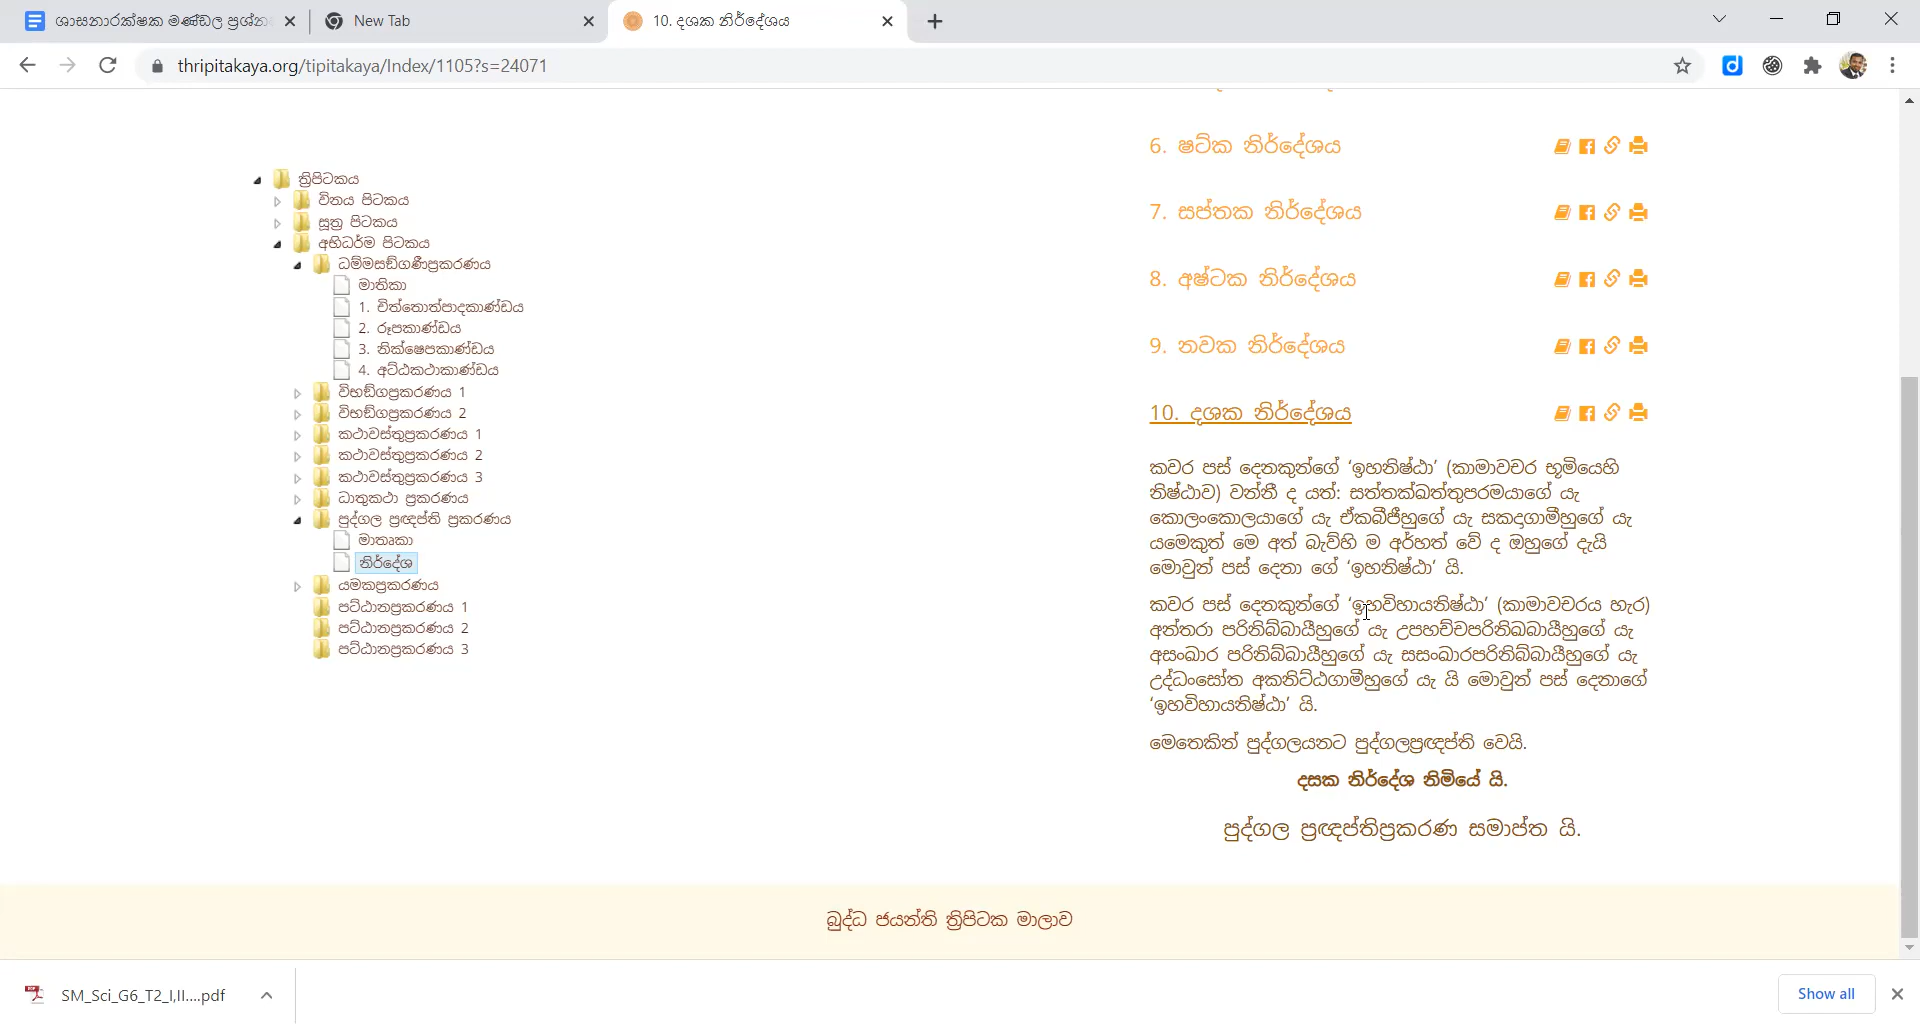 ශාසනාරක්ෂක මණ්ඩල ප්‍රශ්න
New Tab
10. දශක නිර්දේශය
thripitakaya.org/tipitakaya/Index/1105?s=24071
ත්‍රිපිටකය
විනය පිටකය
සූත්‍ර පිටකය
අභිධර්ම පිටකය
ධම්මසඞ්ගණීප්‍රකරණය
මාතිකා
1. චිත්තොත්පාදකාණ්ඩය
2. රූපකාණ්ඩය
3. නික්ෂෙපකාණ්ඩය
4. අට්ඨකථාකාණ්ඩය
විභඞ්ගප්‍රකරණය 1
විභඞ්ගප්‍රකරණය 2
කථාවස්තුප්‍රකරණය 1
කථාවස්තුප්‍රකරණය 2
කථාවස්තුප්‍රකරණය 3
ධාතුකථා ප්‍රකරණය
පුද්ගල ප්‍රඥප්ති ප්‍රකරණය
මාතෘකා
නිර්දේශ
යමකප්‍රකරණය
පට්ඨානප්‍රකරණය 1
පට්ඨානප්‍රකරණය 2
පට්ඨානප්‍රකරණය 3
6. ෂට්ක නිර්දේශය
7. සප්තක නිර්දේශය
8. අෂ්ටක නිර්දේශය
9. නවක නිර්දේශය
10. දශක නිර්දේශය
කවර පස් දෙනකුන්ගේ ‘ඉහනිෂ්ඨා’ (කාමාවචර භූමියෙහි
නිෂ්ඨාව) වන්නී ද යත්: සත්තක්ඛත්තුපරමයාගේ යැ
කොලංකොලයාගේ යැ ඒකබීජීහුගේ යැ සකදාගාමීහුගේ යැ
යමෙකුත් මෙ අත් බැව්හි ම අර්හත් වේ ද ඔහුගේ දැයි
මොවුන් පස් දෙනා ගේ ‘ඉහනිෂ්ඨා’ යි.
කවර පස් දෙනකුන්ගේ ‘ඉහවිහායනිෂ්ඨා’ (කාමාවචරය හැර)
අන්තරා පරිනිබ්බායීහුගේ යැ උපහච්චපරිනිඛබායීහුගේ යැ
අසංඛාර පරිනිබ්බායීහුගේ යැ සසංඛාරපරිනිබ්බායීහුගේ යැ
උද්ධංසෝත අකනිට්ඨගාමීහුගේ යැ යි මොවුන් පස් දෙනාගේ
‘ඉහවිහායනිෂ්ඨා’ යි.
මෙතෙකින් පුද්ගලයනට පුද්ගලප්‍රඥප්ති වෙයි.
දසක නිර්දේශ නිමියේ යි.
පුද්ගල ප්‍රඥප්තිප්‍රකරණ සමාප්ත යි.
බුද්ධ ජයන්ති ත්‍රිපිටක මාලාව
SM_Sci_G6_T2_I,II....pdf
Show all